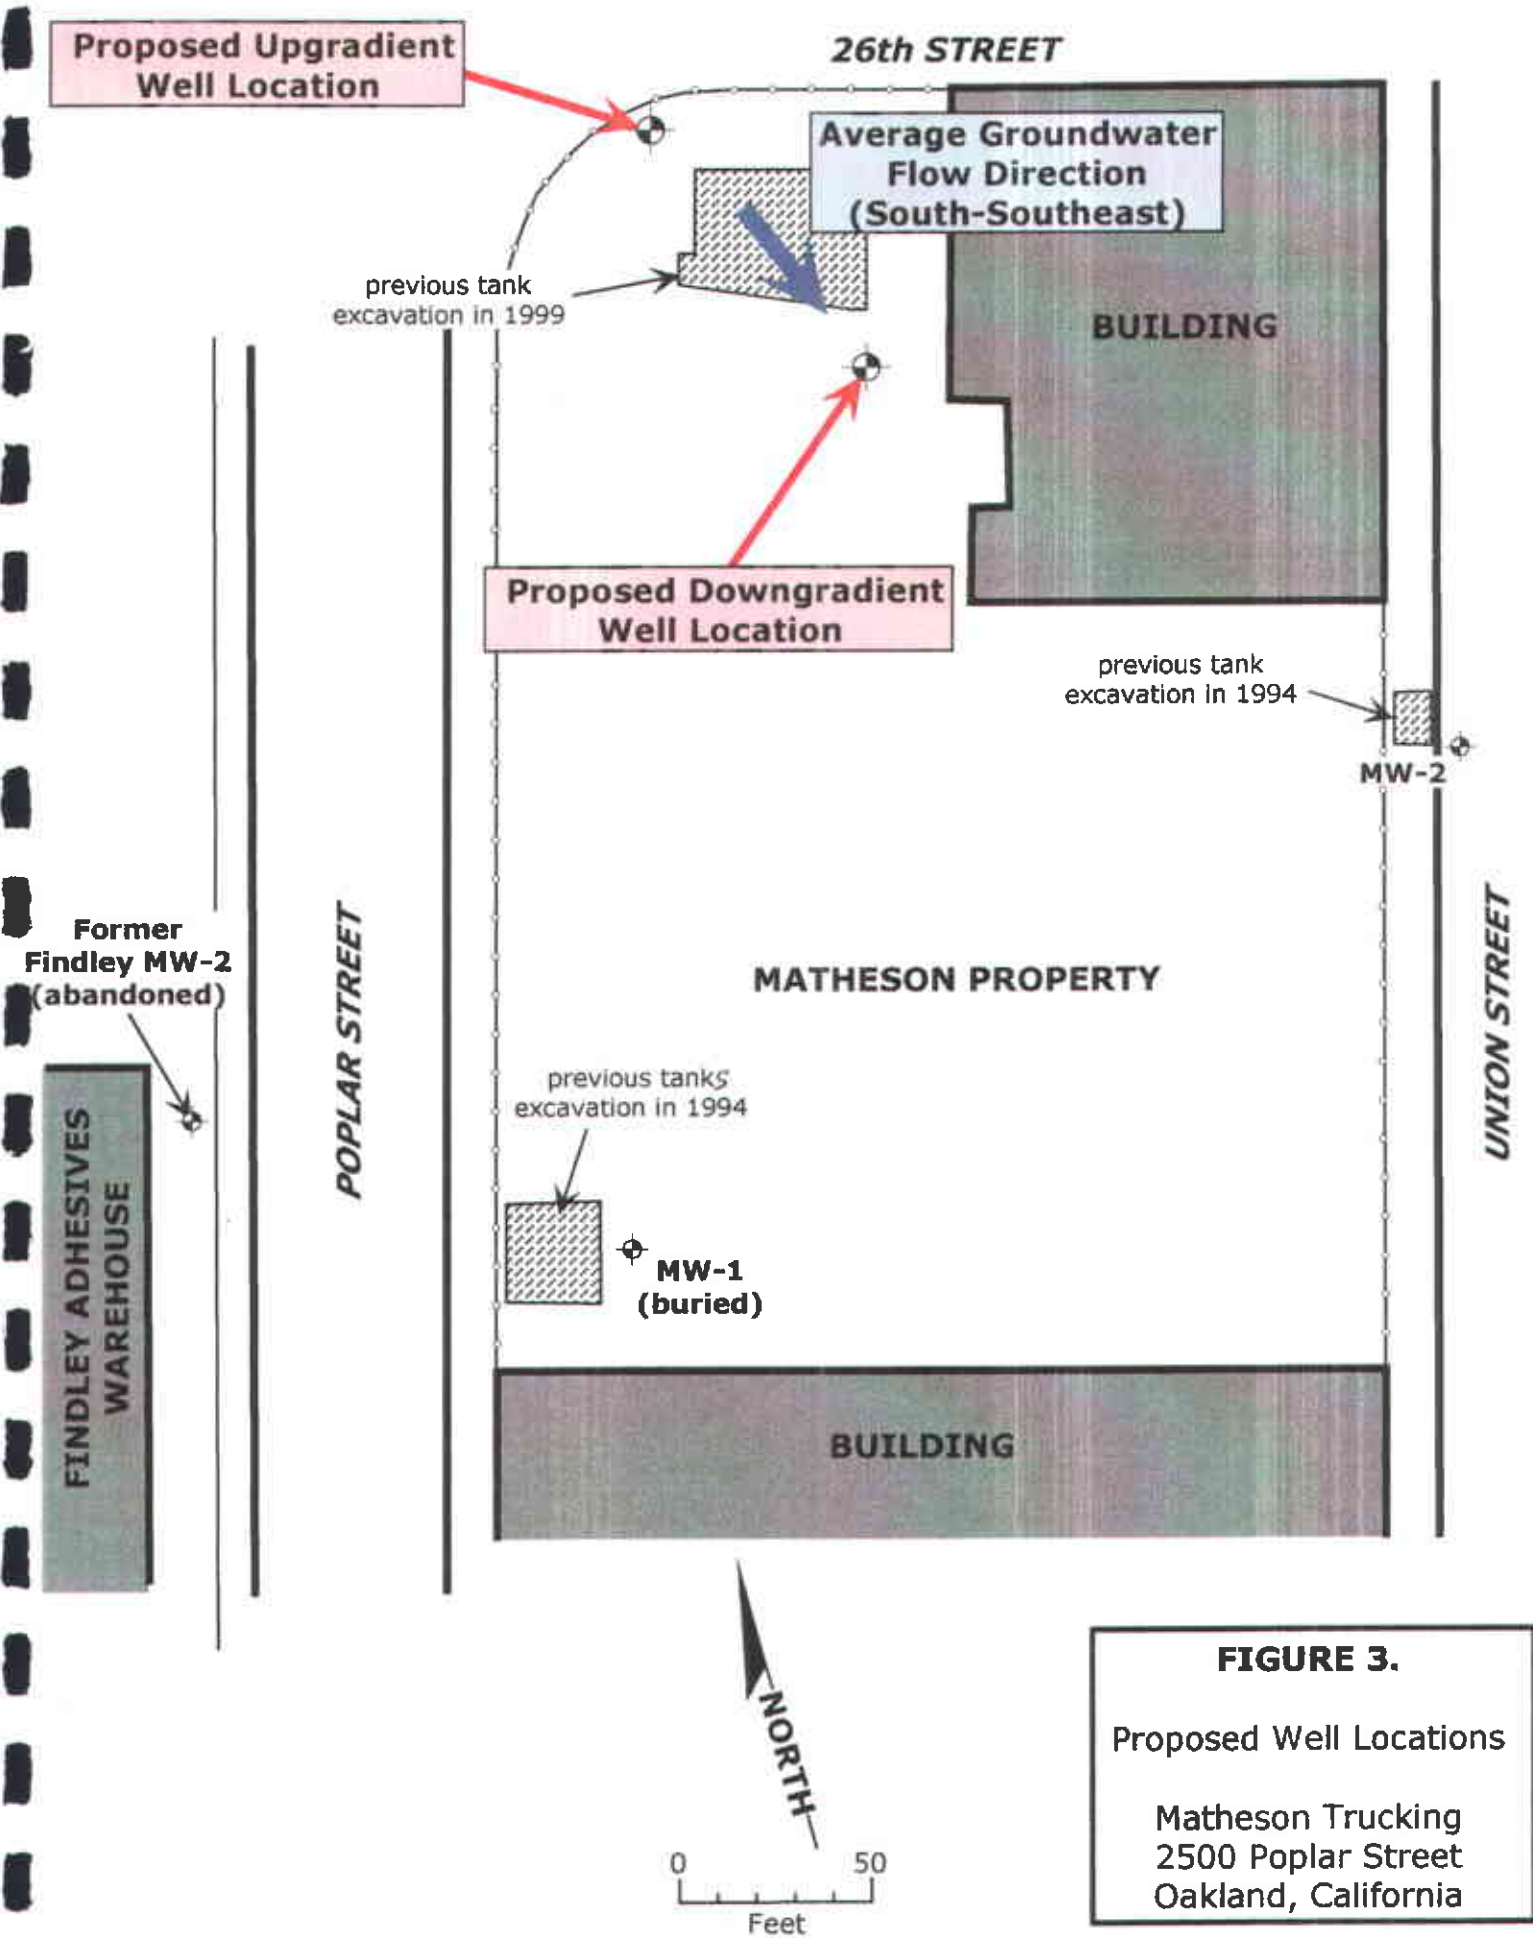 Proposed Upgradient
Well Location
26th STREET
Average Groundwater
Flow Direction
(South-Southeast)
previous tank
excavation in 1999
BUILDING
Proposed Downgradient
Well Location
previous tank
excavation in 1994
MW-2
Former
Findley MW-2
(abandoned)
POPLAR STREET
MATHESON PROPERTY
UNION STREET
previous tanks
excavation in 1994
FINDLEY ADHESIVES
WAREHOUSE
MW-1
(buried)
BUILDING
NORTH
0 50
Feet
FIGURE 3.
Proposed Well Locations
Matheson Trucking
2500 Poplar Street
Oakland, California